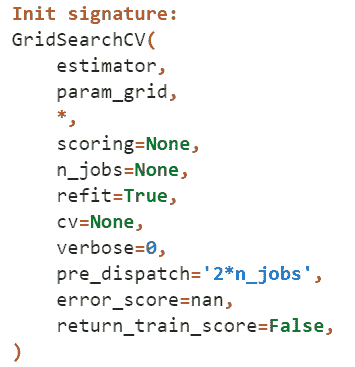 Init signature:
GridSearchCV(
    estimator,
    param_grid,
    *,
    scoring=None,
    n_jobs=None,
    refit=True,
    cv=None,
    verbose=0,
    pre_dispatch='2*n_jobs',
    error_score=nan,
    return_train_score=False,
)